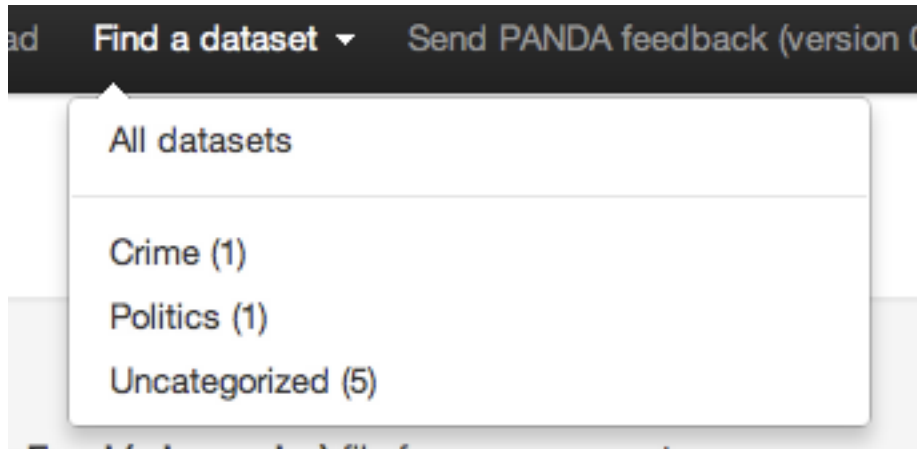 ad Find a dataset Send PANDA feedback (version
All datasets
Crime (1)
Politics (1)
Uncategorized (5)